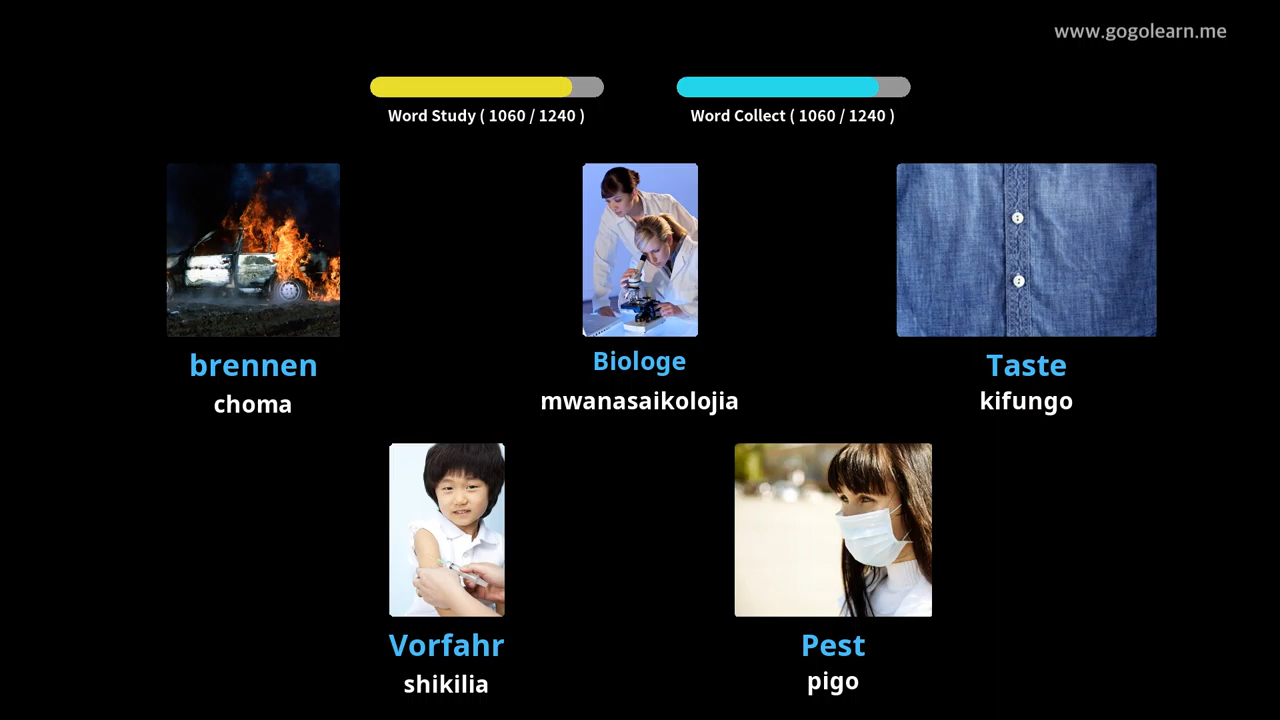 www.gogolearn.me
Word Study ( 1060 / 1240 )
Word Collect ( 1060 / 1240 )
brennen
choma
Biologe
mwanasaikolojia
Taste
kifungo
Vorfahr
shikilia
Pest
pigo